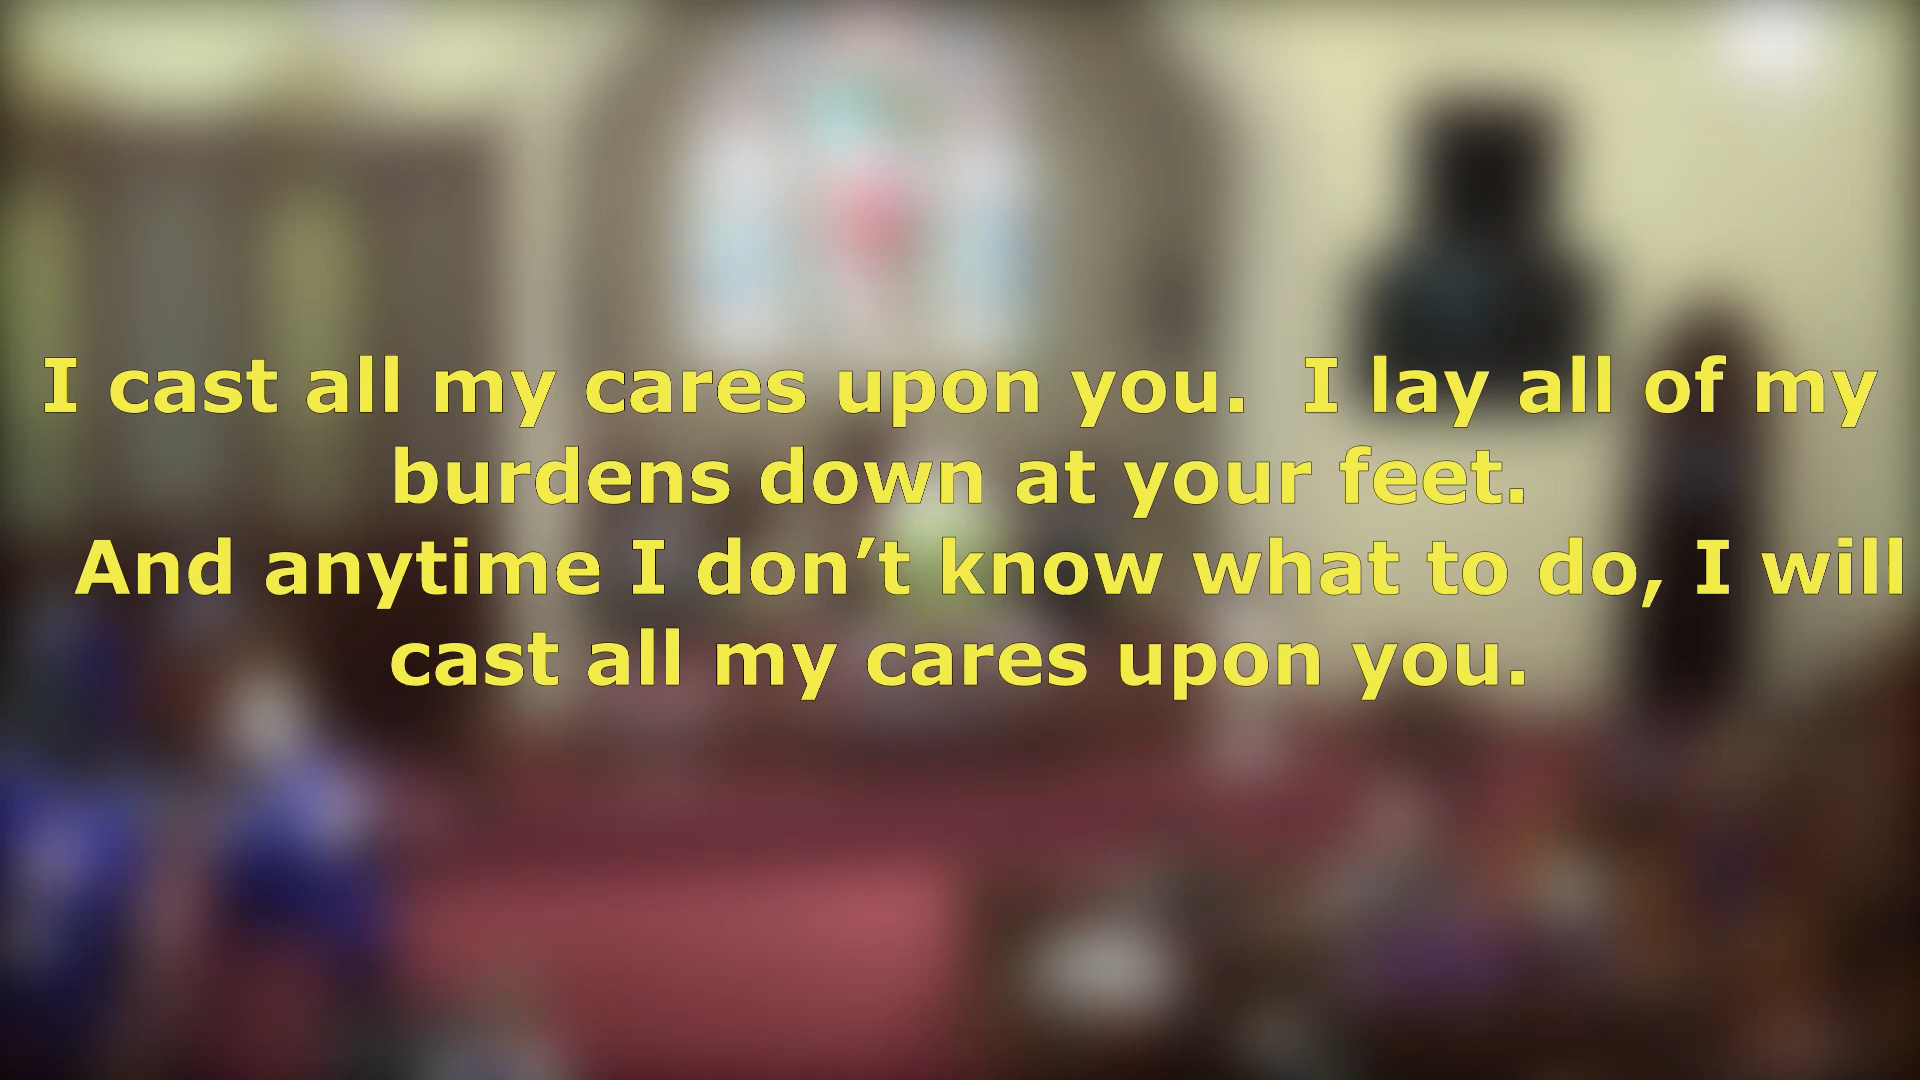 I cast all my cares upon you.  I lay all of my
burdens down at your feet.
And anytime I don’t know what to do, I will
cast all my cares upon you.